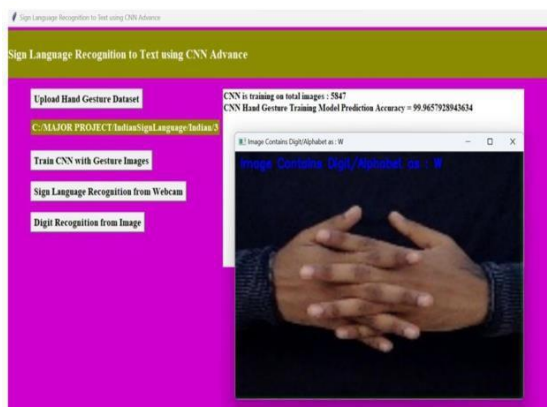 Sign Language Recognition to Text using CNN Advance
Sign Language Recognition to Text using CNN Advance
Upload Hand Gesture Dataset
C:/MAJOR PROJECT/IndianSignLanguage/Indian/3
Train CNN with Gesture Images
Sign Language Recognition from Webcam
Digit Recognition from Image
CNN is training on total images : 5847
CNN Hand Gesture Training Model Prediction Accuracy = 99.9657928943634
Image Contains Digit/Alphabet as : W
Image Contains Digit/Alphabet as : W